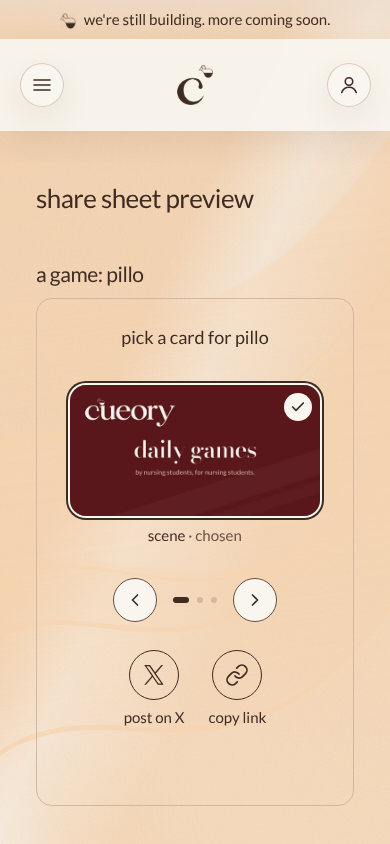 we're still building. more coming soon.
c
share sheet preview
a game: pillo
pick a card for pillo
cueory
daily games
by nursing students, for nursing students.
scene · chosen
post on X
copy link